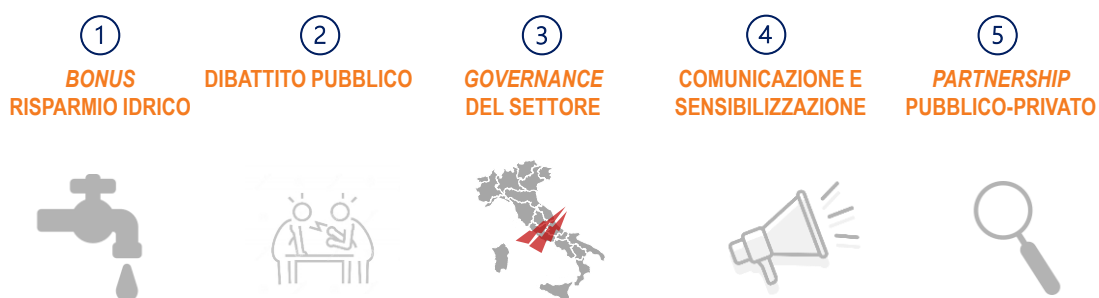 1
BONUS
RISPARMIO IDRICO
2
DIBATTITO PUBBLICO
3
GOVERNANCE
DEL SETTORE
4
COMUNICAZIONE E
SENSIBILIZZAZIONE
5
PARTNERSHIP
PUBBLICO-PRIVATO